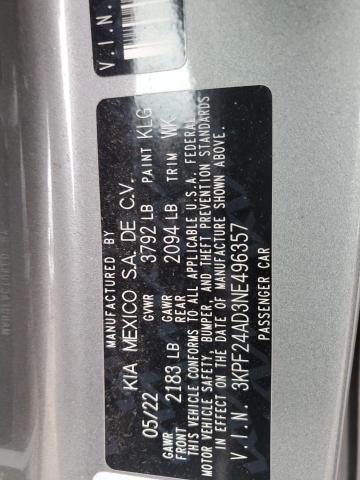 V.I.N.
MANUFACTURED BY
KIA MEXICO S.A. DE C.V.
05/22 GVWR 3792 LB PAINT KLG
GAWR FRONT 2183 LB GAWR REAR 2094 LB TRIM WK
THIS VEHICLE CONFORMS TO ALL APPLICABLE U.S.A. FEDERAL
MOTOR VEHICLE SAFETY, BUMPER, AND THEFT PREVENTION STANDARDS
IN EFFECT ON THE DATE OF MANUFACTURE SHOWN ABOVE.
V.I.N. 3KPF24AD3NE496357
PASSENGER CAR